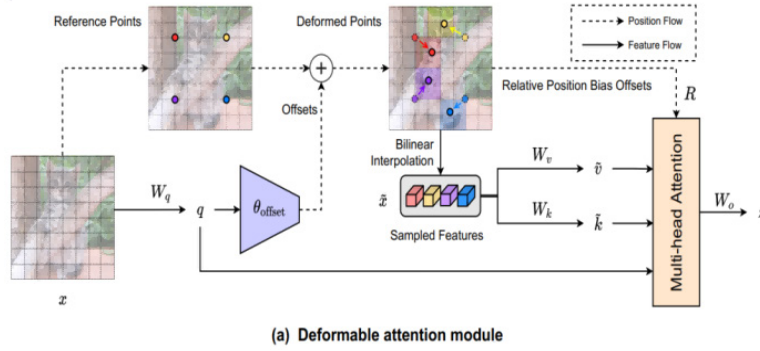 Reference Points
Deformed Points
Position Flow
Feature Flow
Relative Position Bias Offsets
Offsets
R
Bilinear
Interpolation
W_q
q
θ_offset
x̃
Sampled Features
W_v
ṽ
W_k
k̃
Multi-head Attention
W_o
x
(a) Deformable attention module